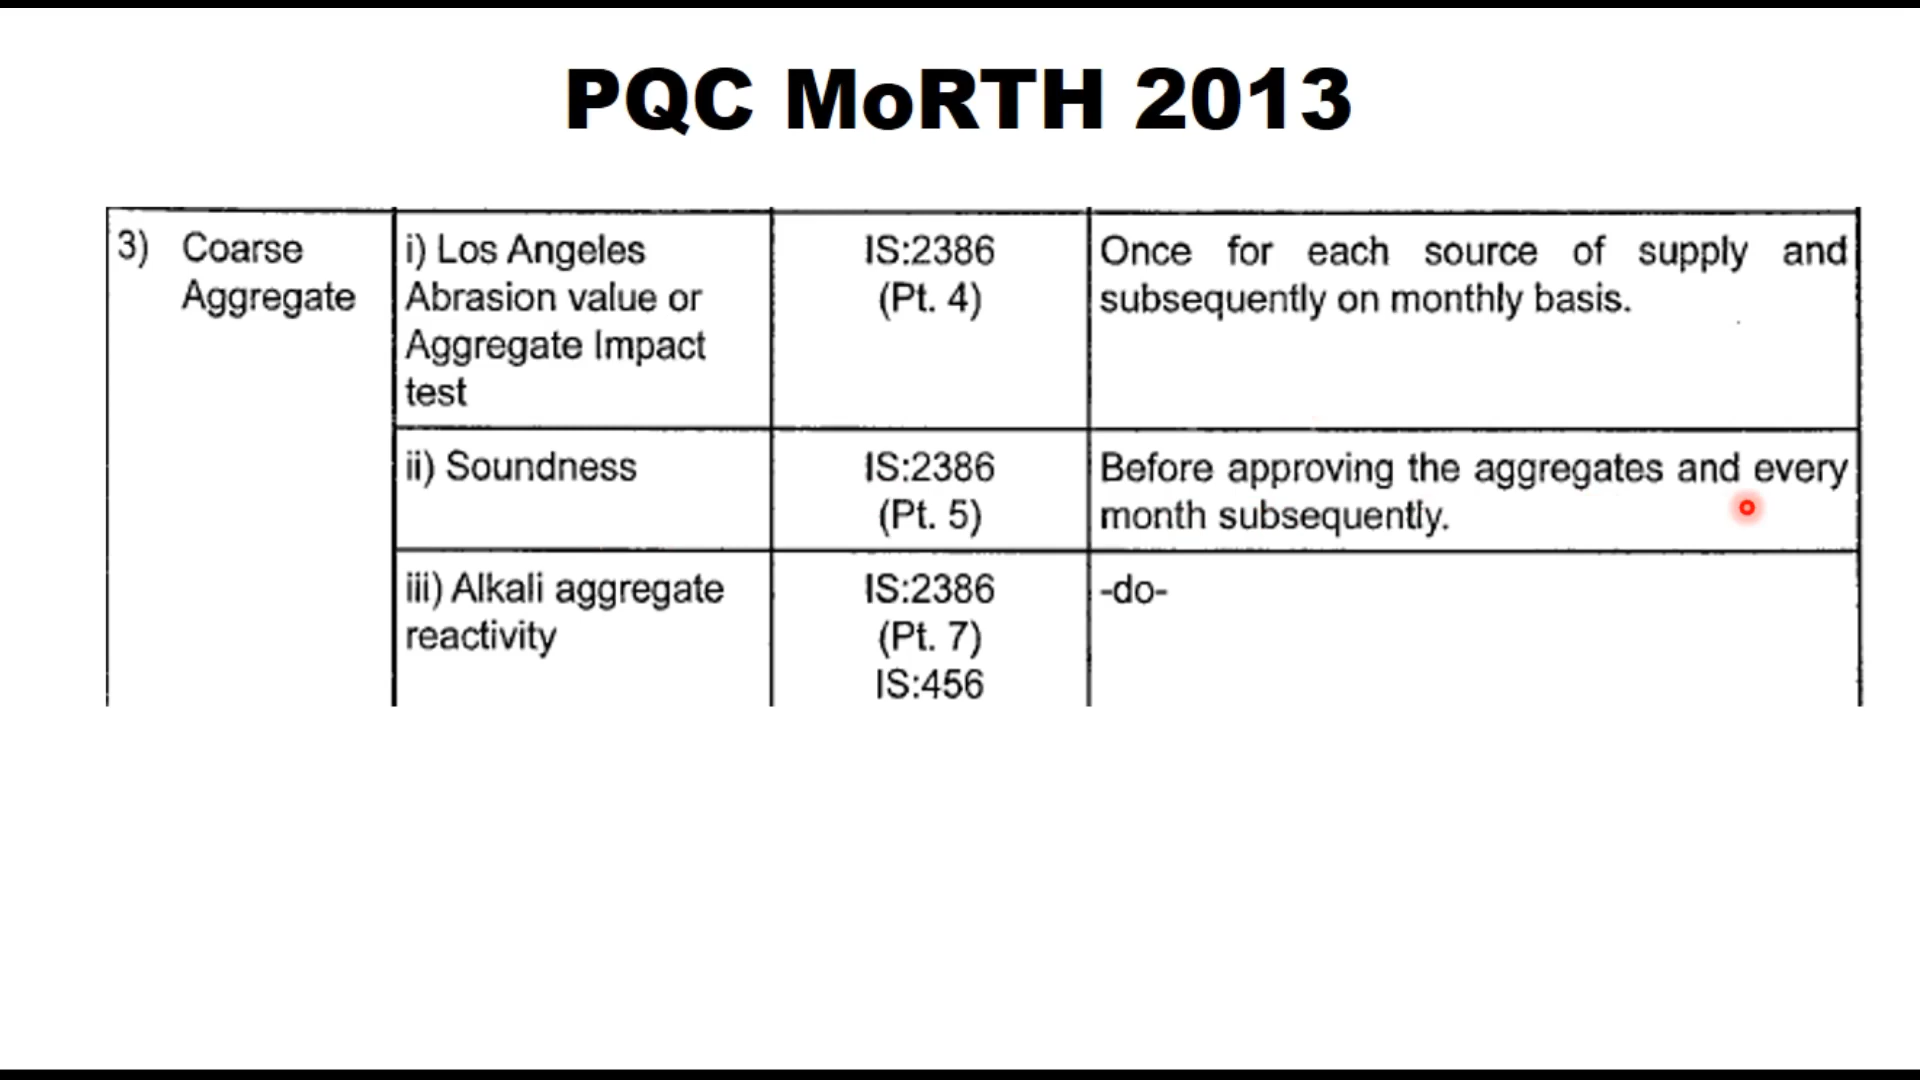 PQC MoRTH 2013
3) Coarse
Aggregate
i) Los Angeles
Abrasion value or
Aggregate Impact
test
IS:2386
(Pt. 4)
Once for each source of supply and
subsequently on monthly basis.
ii) Soundness
IS:2386
(Pt. 5)
Before approving the aggregates and every
month subsequently.
iii) Alkali aggregate
reactivity
IS:2386
(Pt. 7)
IS:456
-do-